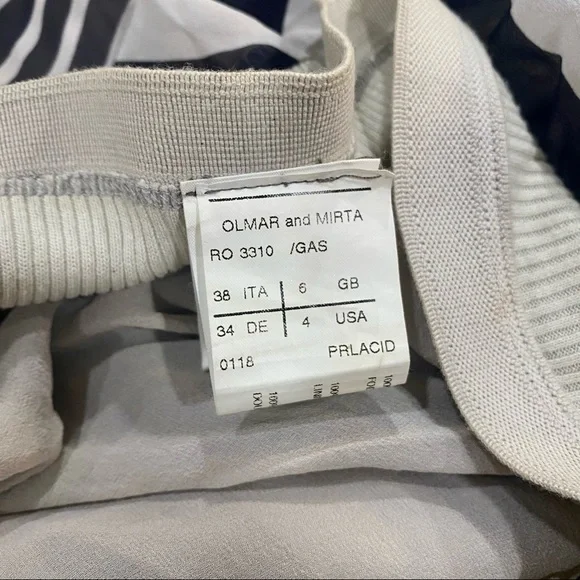 OLMAR and MIRTA
RO 3310 /GAS
38 ITA 6 GB
34 DE 4 USA
0118 PRLACID